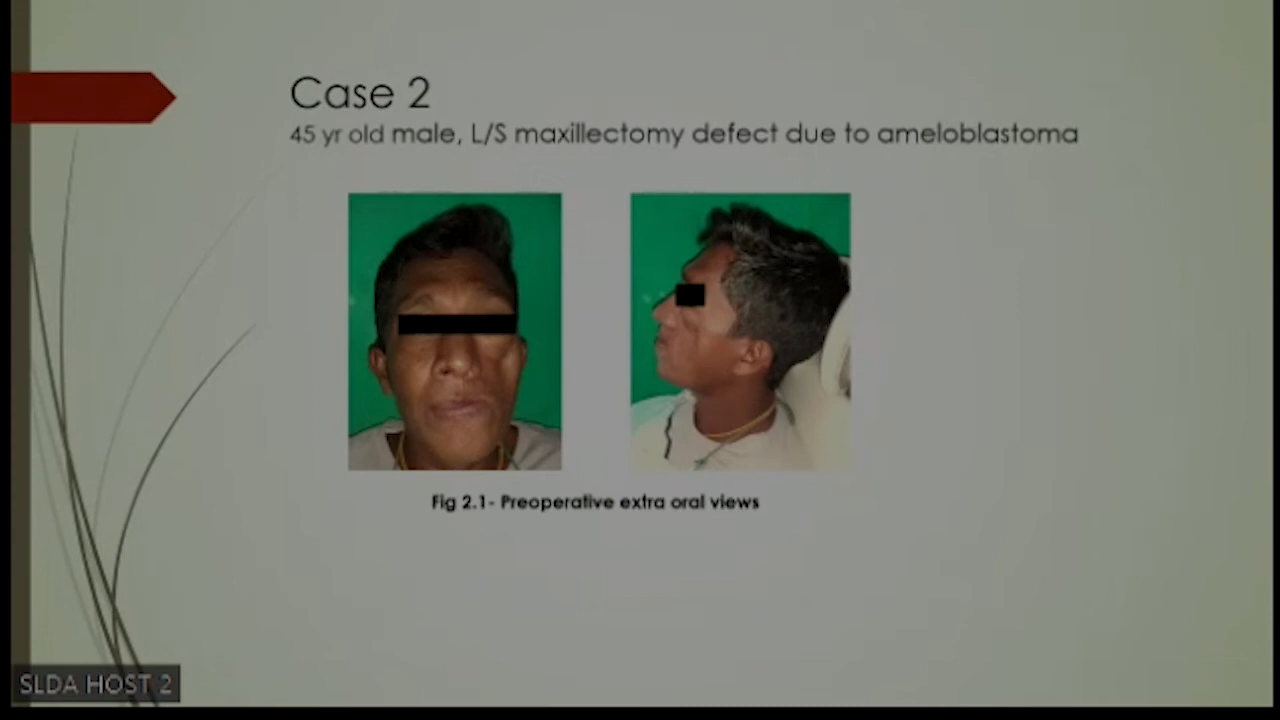 Case 2
45 yr old male, L/S maxillectomy defect due to ameloblastoma
Fig 2.1- Preoperative extra oral views
SLDA HOST 2